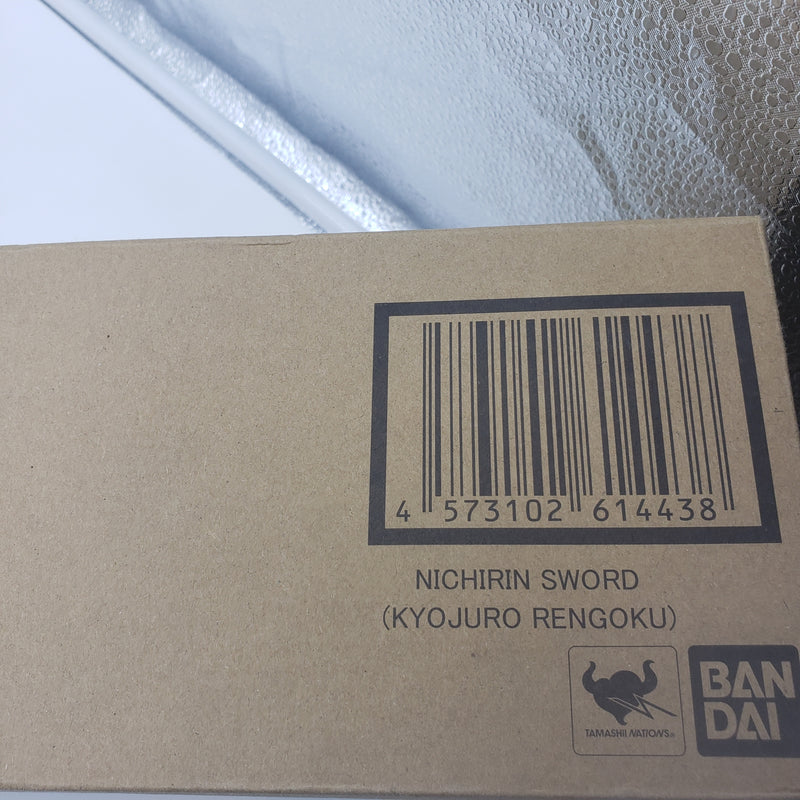 4 573102 614438
NICHIRIN SWORD
(KYOJURO RENGOKU)
TAMASHII NATIONS®
BAN
DAI